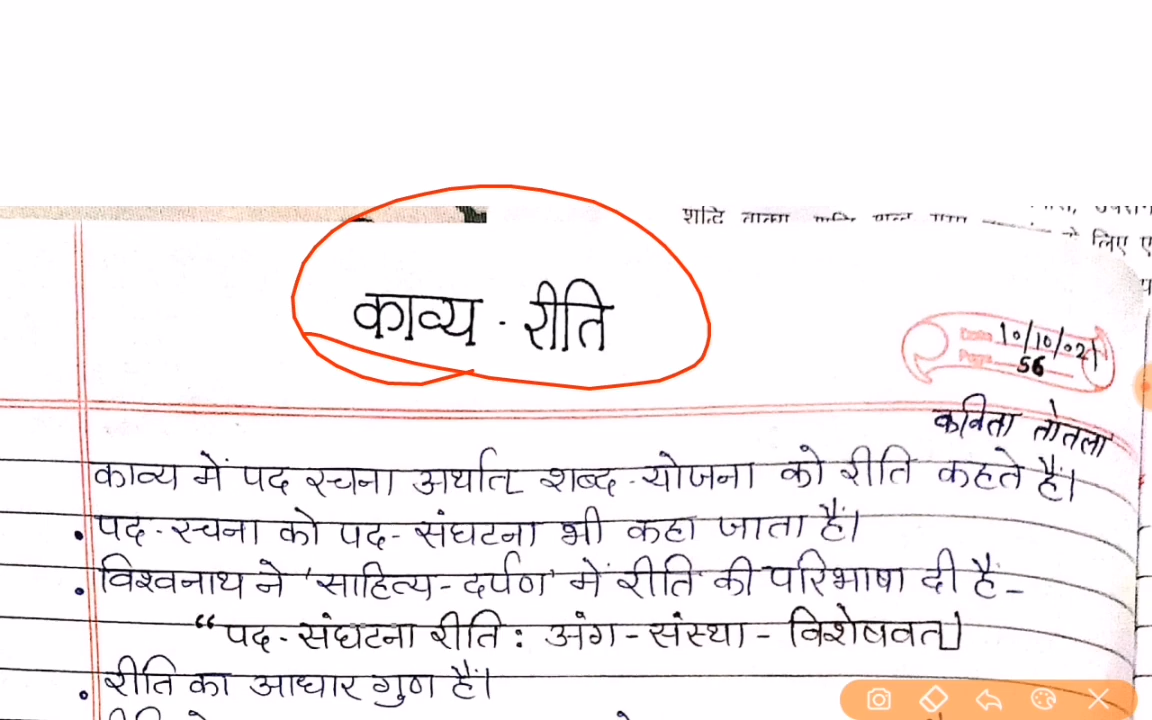 लिए ए
काव्य - रीति
Date 10/10/021
Page 56
कविता तोतला
काव्य में पद रचना अर्थात् शब्द-योजना को रीति कहते हैं।
• पद-रचना को पद-संघटना भी कहा जाता हैं।
• विश्वनाथ ने 'साहित्य-दर्पण' में रीति की परिभाषा दी है-
“पद-संघटना रीति: अंग-संस्था-विशेषवत्।
• रीति का आधार गुण हैं।